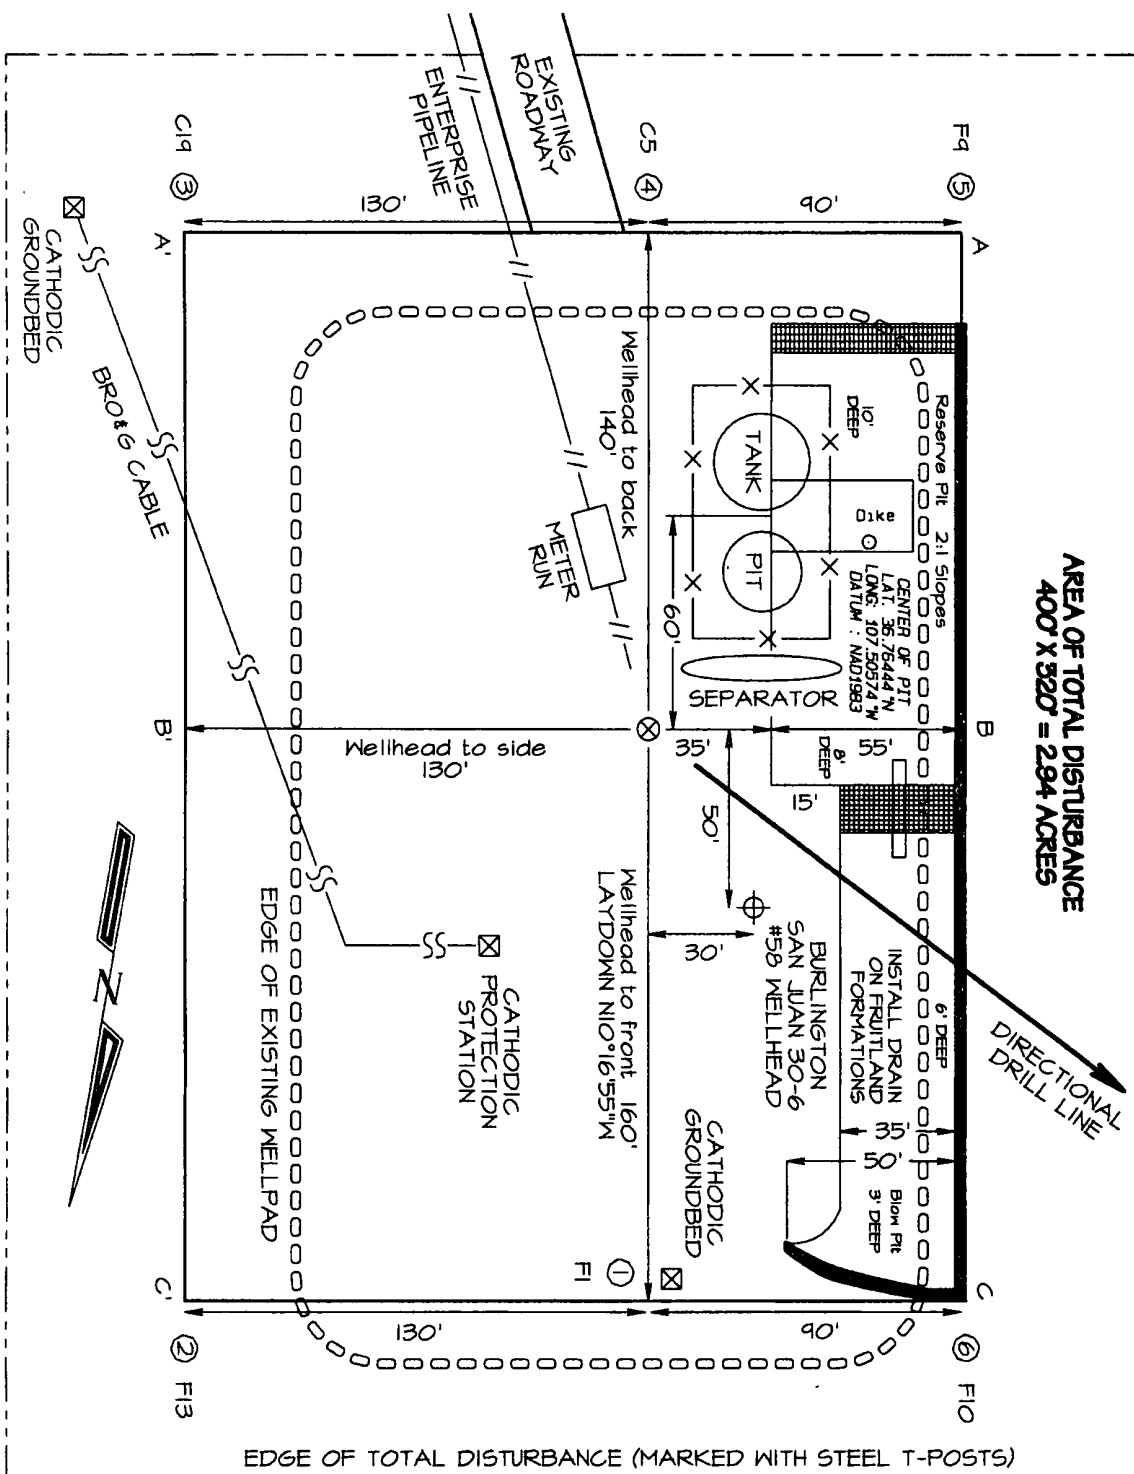 AREA OF TOTAL DISTURBANCE
400' X 320' = 2.94 ACRES
F9 ⑤
C5 ④
C19 ③
90'
130'
A
A'
EXISTING
ROADWAY
ENTERPRISE
PIPELINE
CATHODIC
GROUNDBED
BRO&G CABLE
Reserve Pit 2:1 Slopes
10'
DEEP
TANK
Dike
PIT
CENTER OF PIT
LAT: 36.76444°N
LONG: 107.50574°W
DATUM : NAD1983
Wellhead to back
140'
METER
RUN
60'
SEPARATOR
B
B'
55'
35'
8'
DEEP
15'
Wellhead to side
130'
50'
30'
BURLINGTON
SAN JUAN 30-6
#58 WELLHEAD
INSTALL DRAIN
ON FRUITLAND
FORMATIONS
6' DEEP
DIRECTIONAL
DRILL LINE
35'
50'
Blow Pit
3' DEEP
Wellhead to front 160'
LAYDOWN N10°16'55"W
CATHODIC
GROUNDBED
CATHODIC
PROTECTION
STATION
EDGE OF EXISTING WELLPAD
N
F1 ①
C
C'
90'
130'
⑥ F10
② F13
EDGE OF TOTAL DISTURBANCE (MARKED WITH STEEL T-POSTS)